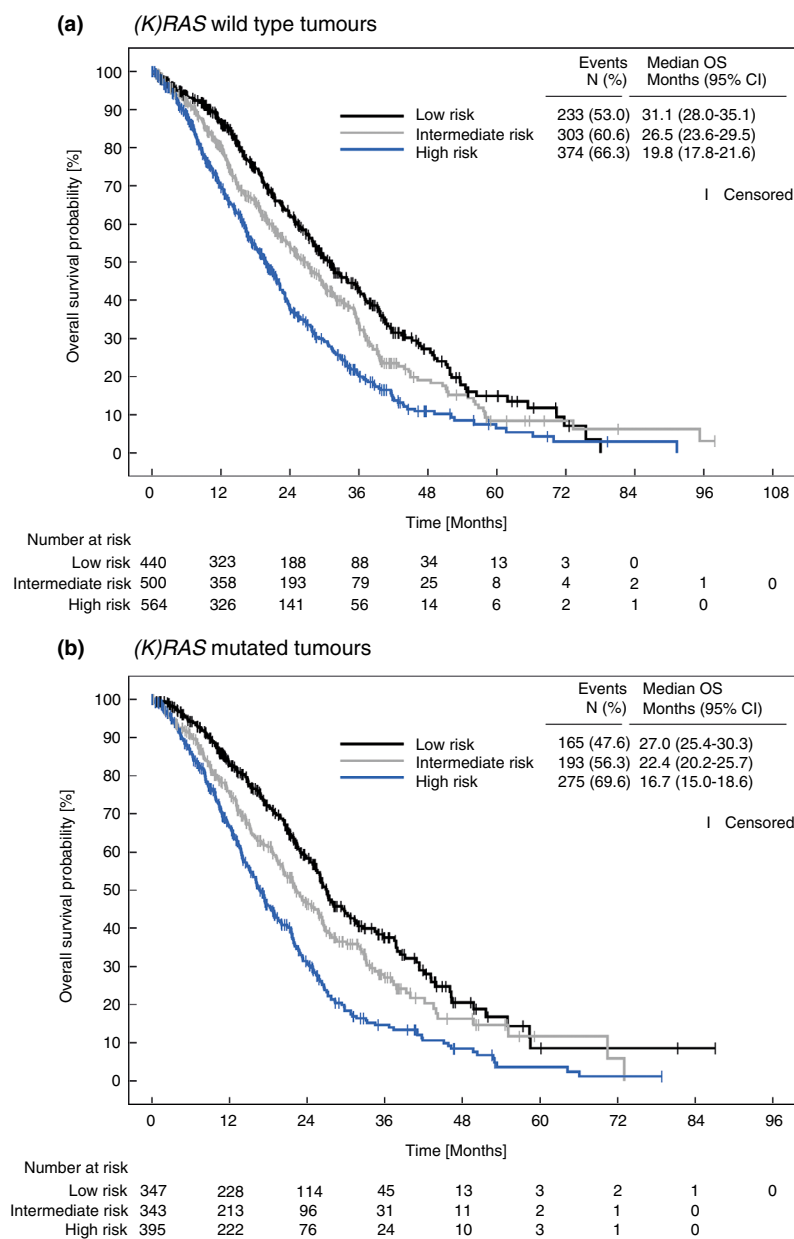 (a) (K)RAS wild type tumours
Events Median OS
N (%) Months (95% CI)
Low risk 233 (53.0) 31.1 (28.0-35.1)
Intermediate risk 303 (60.6) 26.5 (23.6-29.5)
High risk 374 (66.3) 19.8 (17.8-21.6)
I Censored
Overall survival probability [%]
100
90
80
70
60
50
40
30
20
10
0
0 12 24 36 48 60 72 84 96 108
Time [Months]
Number at risk
Low risk 440 323 188 88 34 13 3 0
Intermediate risk 500 358 193 79 25 8 4 2 1 0
High risk 564 326 141 56 14 6 2 1 0
(b) (K)RAS mutated tumours
Events Median OS
N (%) Months (95% CI)
Low risk 165 (47.6) 27.0 (25.4-30.3)
Intermediate risk 193 (56.3) 22.4 (20.2-25.7)
High risk 275 (69.6) 16.7 (15.0-18.6)
I Censored
Overall survival probability [%]
100
90
80
70
60
50
40
30
20
10
0
0 12 24 36 48 60 72 84 96
Time [Months]
Number at risk
Low risk 347 228 114 45 13 3 2 1 0
Intermediate risk 343 213 96 31 11 2 1 0
High risk 395 222 76 24 10 3 1 0